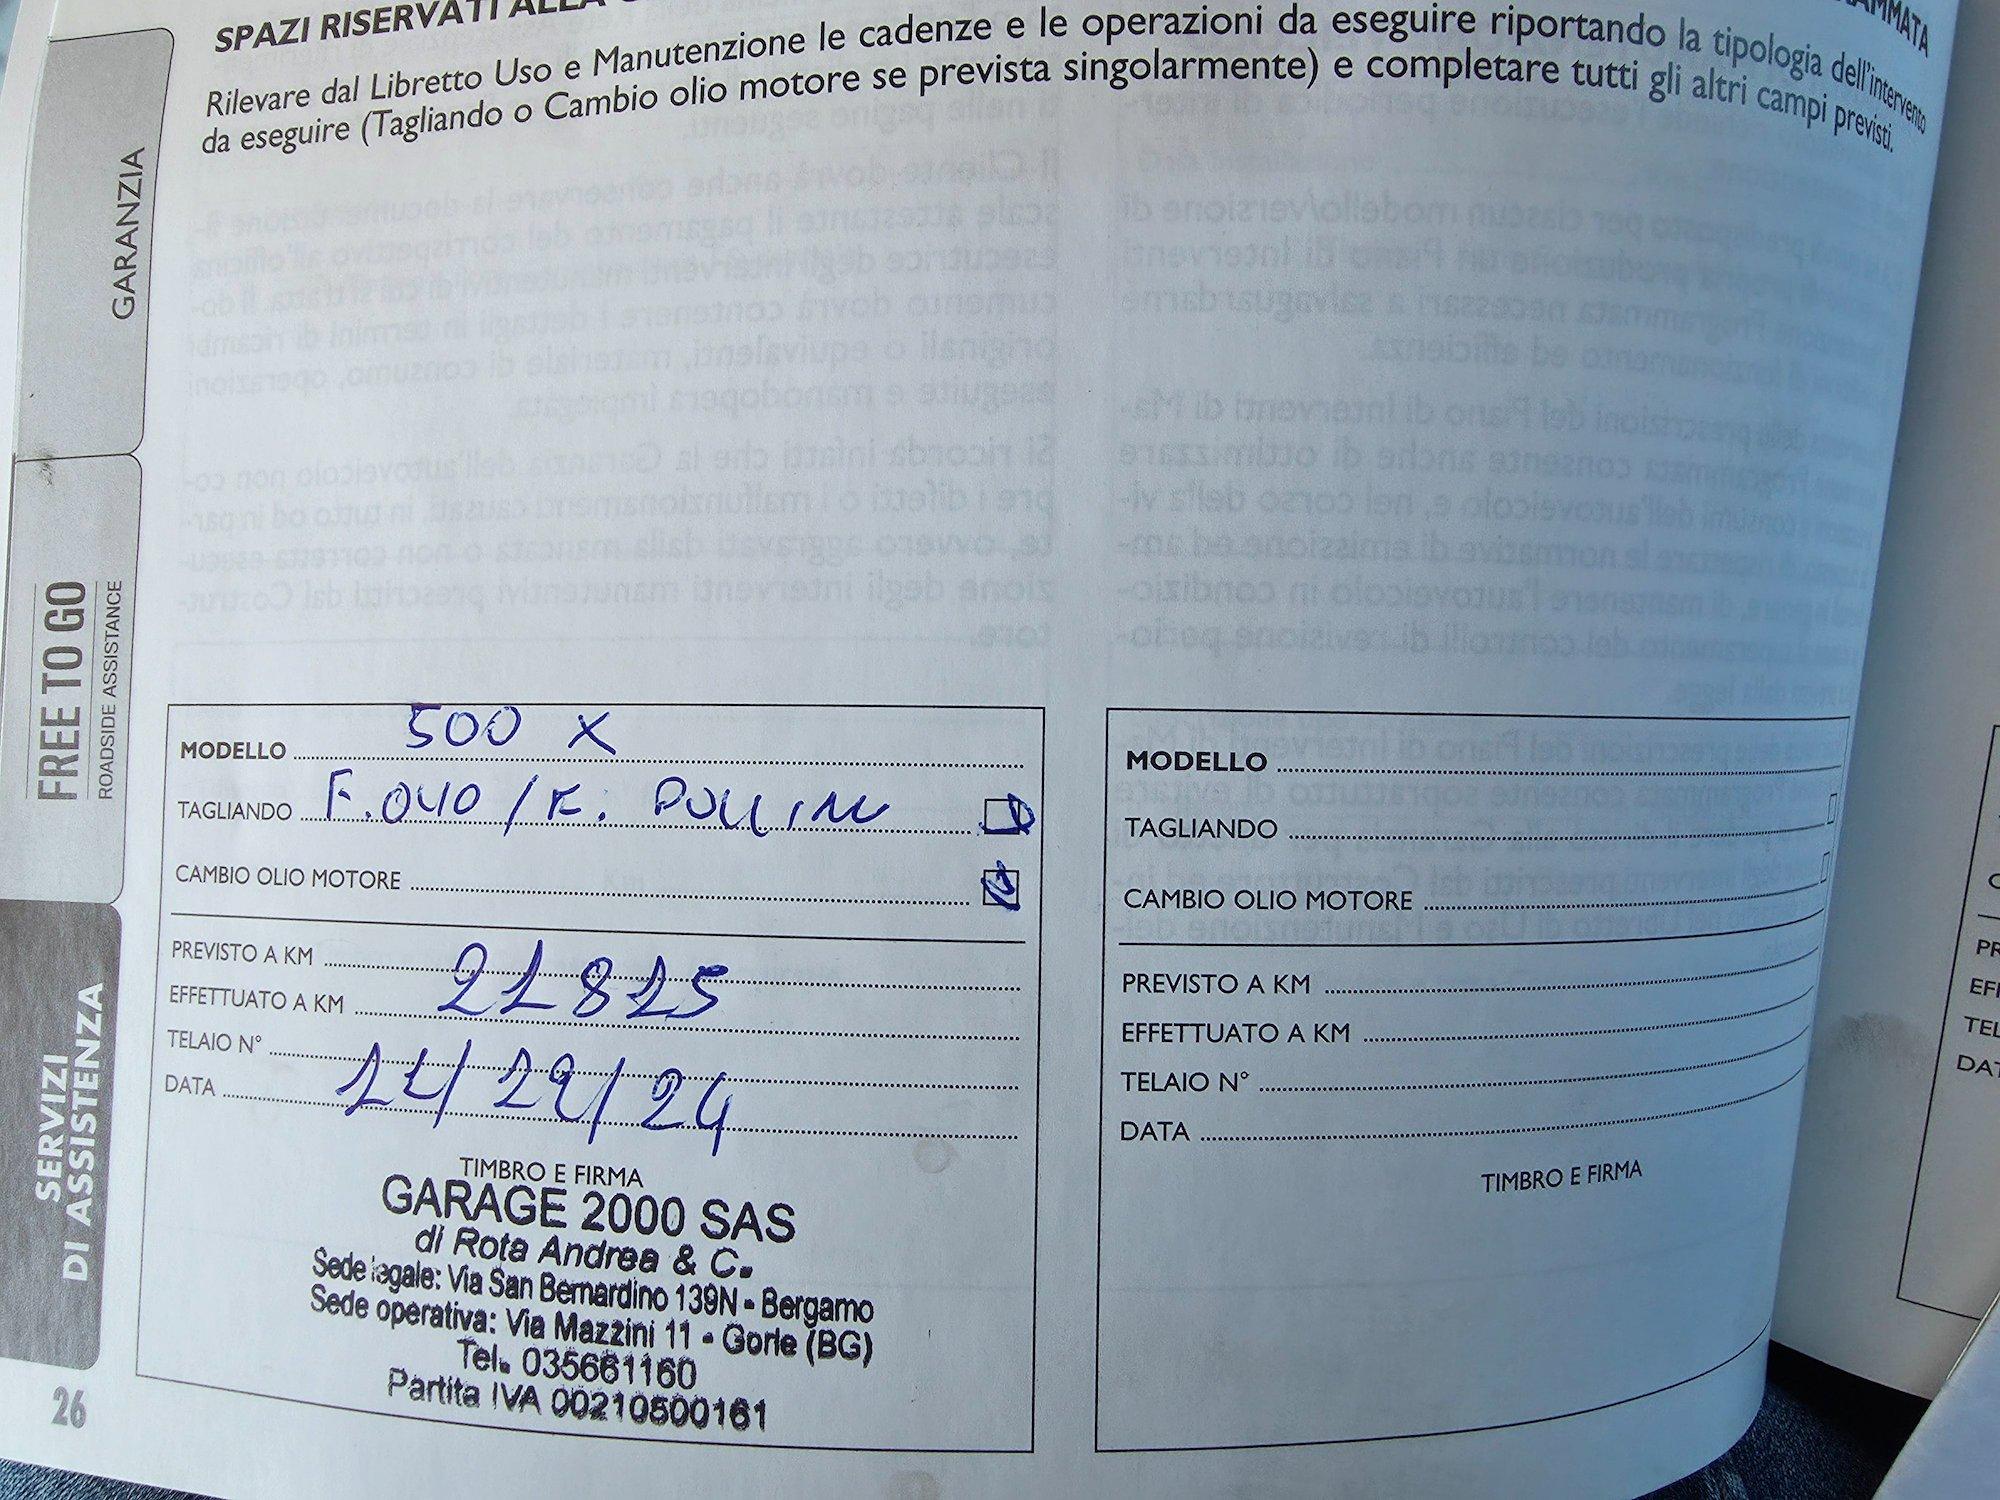 SPAZI RISERVATI ALLA
Rilevare dal Libretto Uso e Manutenzione le cadenze e le operazioni da eseguire riportando la tipologia dell'intervento
da eseguire (Tagliando o Cambio olio motore se prevista singolarmente) e completare tutti gli altri campi previsti.
GARANZIA
FREE TO GO
ROADSIDE ASSISTANCE
SERVIZI
DI ASSISTENZA
26
MODELLO 500 X
TAGLIANDO F. OLIO / F.
CAMBIO OLIO MOTORE
PREVISTO A KM
EFFETTUATO A KM 21825
TELAIO N°
DATA
TIMBRO E FIRMA
GARAGE 2000 SAS
di Rota Andrea & C.
Sede legale: Via San Bernardino 139N - Bergamo
Sede operativa: Via Mazzini 11 - Gorle (BG)
Tel. 035661160
Partita IVA 00210500161
MODELLO
TAGLIANDO
CAMBIO OLIO MOTORE
PREVISTO A KM
EFFETTUATO A KM
TELAIO N°
DATA
TIMBRO E FIRMA